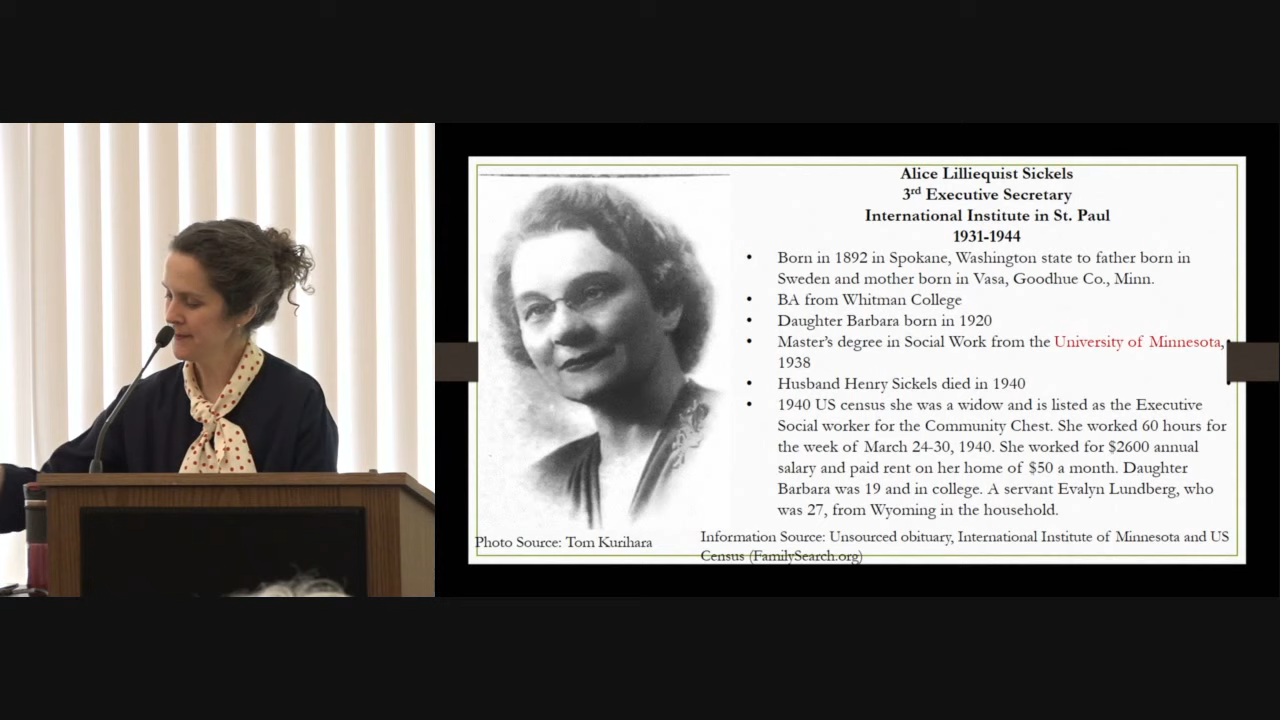 Alice Lilliequist Sickels
3rd Executive Secretary
International Institute in St. Paul
1931-1944
• Born in 1892 in Spokane, Washington state to father born in
Sweden and mother born in Vasa, Goodhue Co., Minn.
• BA from Whitman College
• Daughter Barbara born in 1920
• Master's degree in Social Work from the University of Minnesota,
1938
• Husband Henry Sickels died in 1940
• 1940 US census she was a widow and is listed as the Executive
Social worker for the Community Chest. She worked 60 hours for
the week of March 24-30, 1940. She worked for $2600 annual
salary and paid rent on her home of $50 a month. Daughter
Barbara was 19 and in college. A servant Evalyn Lundberg, who
was 27, from Wyoming in the household.
Photo Source: Tom Kurihara
Information Source: Unsourced obituary, International Institute of Minnesota and US
Census (FamilySearch.org)